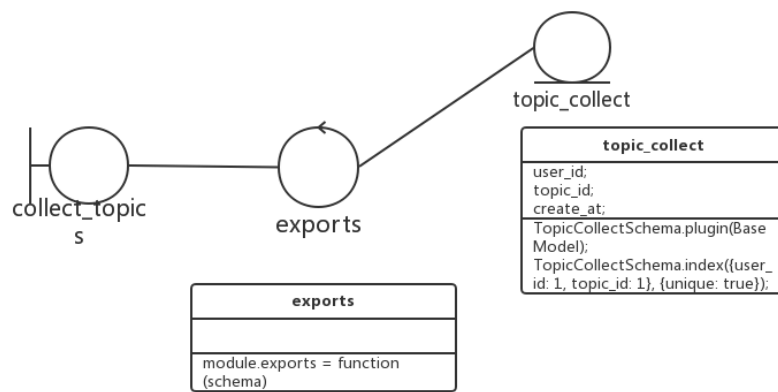 topic_collect
collect_topic
s
exports
topic_collect
user_id;
topic_id;
create_at;
TopicCollectSchema.plugin(Base
Model);
TopicCollectSchema.index({user_
id: 1, topic_id: 1}, {unique: true});
exports
module.exports = function
(schema)